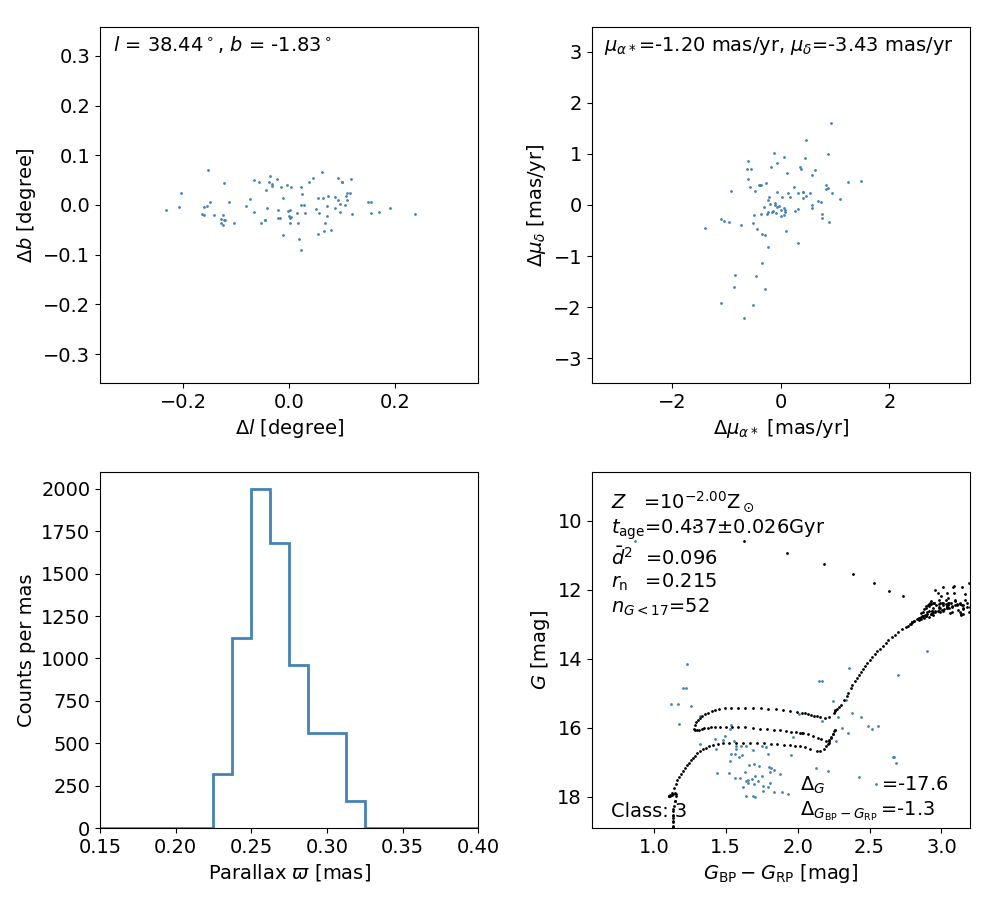 l = 38.44°, b = -1.83°
0.3
0.2
0.1
0.0
−0.1
−0.2
−0.3
Δb [degree]
−0.2
0.0
0.2
Δl [degree]
μα*=-1.20 mas/yr, μδ=-3.43 mas/yr
3
2
1
0
−1
−2
−3
Δμδ [mas/yr]
−2
0
2
Δμα* [mas/yr]
2000
1750
1500
1250
1000
750
500
250
0
Counts per mas
0.15
0.20
0.25
0.30
0.35
0.40
Parallax ϖ [mas]
Z =10^−2.00 Z⊙
t_age=0.437±0.026Gyr
d̄² =0.096
r_n =0.215
n_G<17=52
10
12
14
16
18
G [mag]
Δ_G =-17.6
Δ_G_BP−G_RP =-1.3
Class: 3
1.0
1.5
2.0
2.5
3.0
G_BP − G_RP [mag]